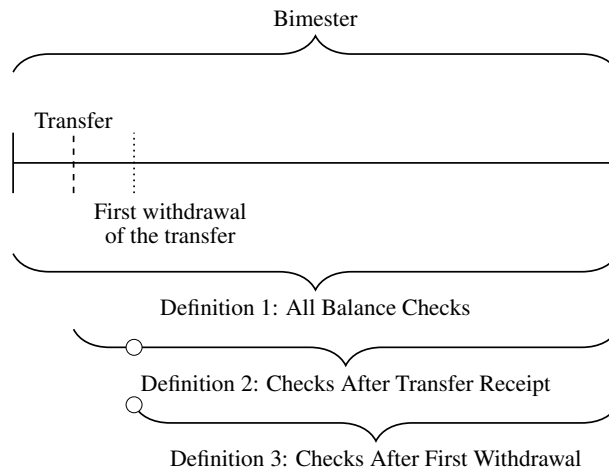 Bimester
Transfer
First withdrawal
of the transfer
Definition 1: All Balance Checks
Definition 2: Checks After Transfer Receipt
Definition 3: Checks After First Withdrawal